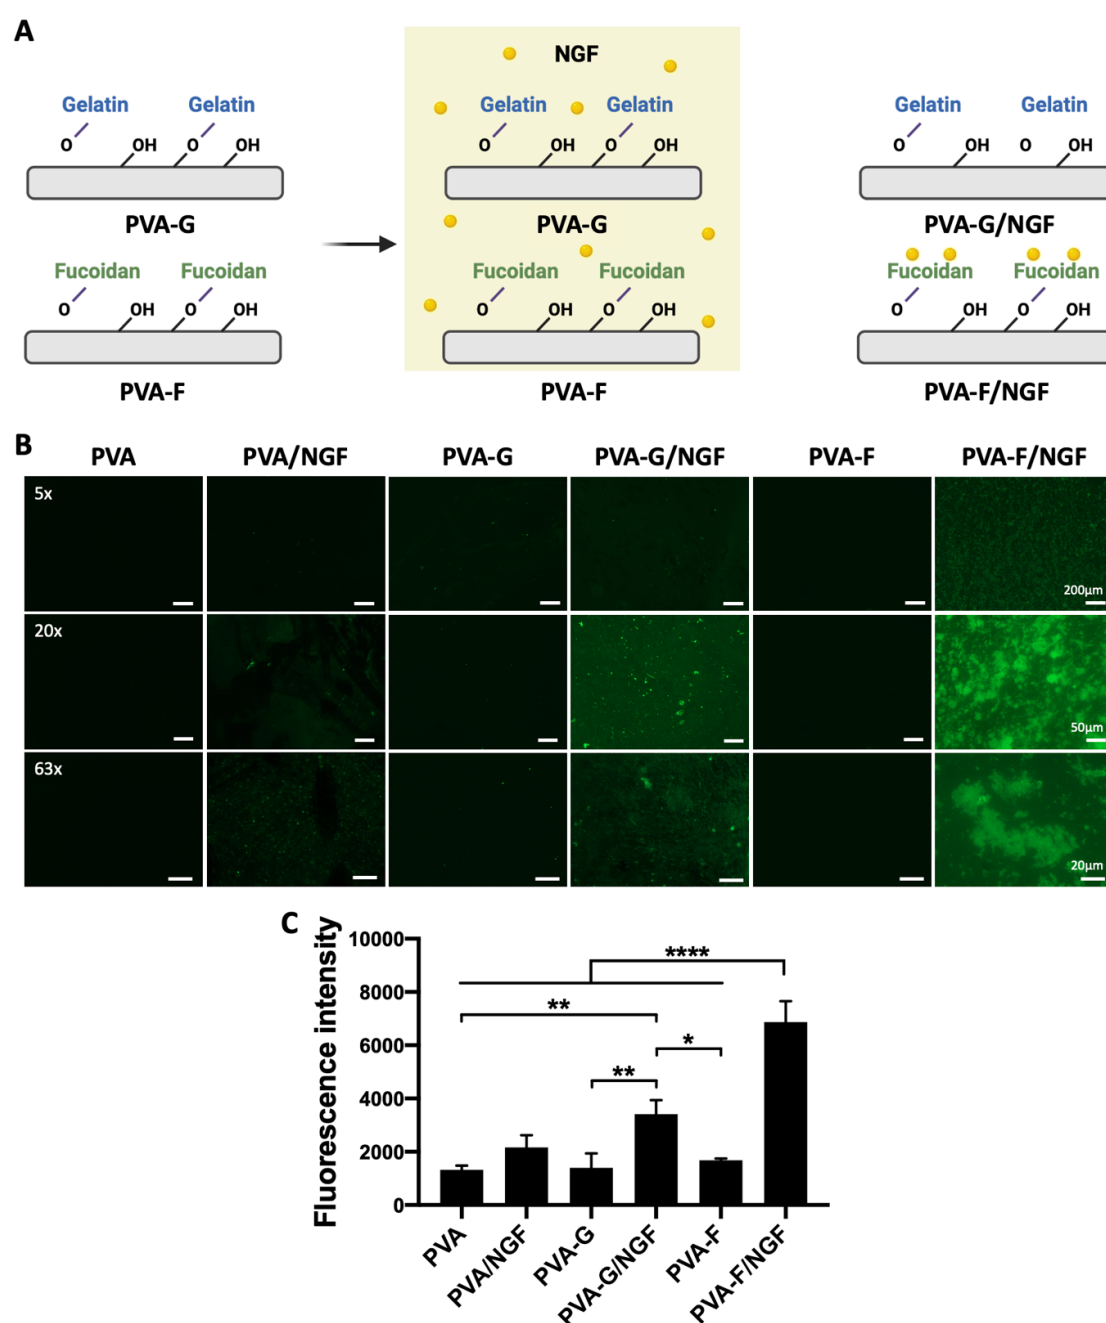 A
NGF
Gelatin Gelatin Gelatin Gelatin Gelatin Gelatin
O OH O OH O OH O OH O OH O OH
PVA-G PVA-G PVA-G/NGF
Fucoidan Fucoidan Fucoidan Fucoidan Fucoidan Fucoidan
O OH O OH O OH O OH O OH O OH
PVA-F PVA-F PVA-F/NGF
B
PVA PVA/NGF PVA-G PVA-G/NGF PVA-F PVA-F/NGF
5x
200µm
20x
50µm
63x
20µm
C
Fluorescence intensity
10000
8000
6000
4000
2000
0
****
**
*
**
PVA
PVA/NGF
PVA-G
PVA-G/NGF
PVA-F
PVA-F/NGF